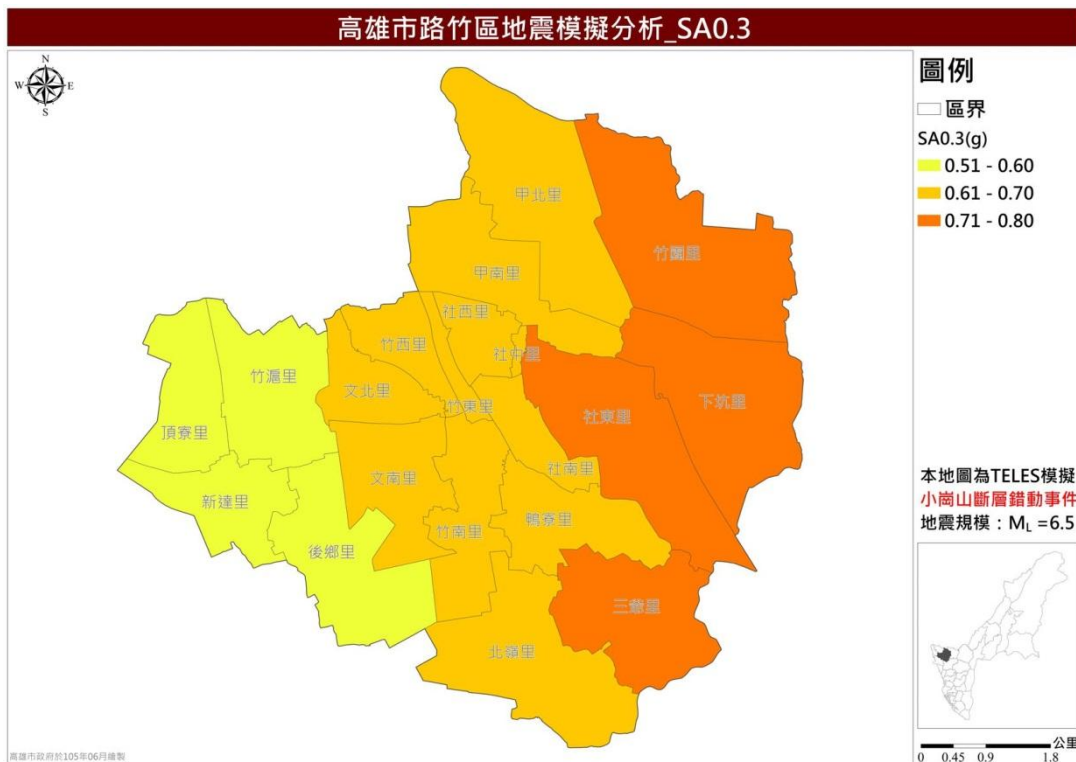 高雄市路竹區地震模擬分析_SA0.3
N
W
E
S
圖例
區界
SA0.3(g)
0.51 - 0.60
0.61 - 0.70
0.71 - 0.80
甲北里
竹園里
甲南里
社西里
竹西里
社中里
竹滬里
文北里
竹東里
社東里
下坑里
頂寮里
社南里
文南里
新達里
鴨寮里
竹南里
後鄉里
三爺里
北嶺里
本地圖為TELES模擬
小崗山斷層錯動事件
地震規模：ML =6.5
公里
0 0.45 0.9 1.8
高雄市政府於105年06月繪製